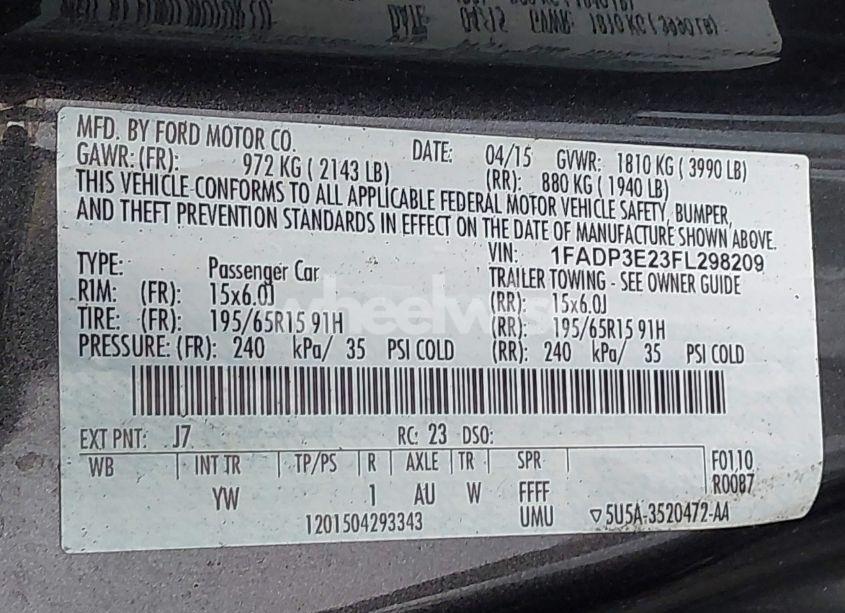 MFD. BY FORD MOTOR CO. DATE: 04/15 GVWR: 1810 KG ( 3990 LB)
GAWR: (FR): 972 KG ( 2143 LB) (RR): 880 KG ( 1940 LB)
THIS VEHICLE CONFORMS TO ALL APPLICABLE FEDERAL MOTOR VEHICLE SAFETY, BUMPER,
AND THEFT PREVENTION STANDARDS IN EFFECT ON THE DATE OF MANUFACTURE SHOWN ABOVE.
VIN: 1FADP3E23FL298209
TYPE: Passenger Car TRAILER TOWING - SEE OWNER GUIDE
RIM: (FR): 15x6.0J (RR): 15x6.0J
TIRE: (FR): 195/65R15 91H (RR): 195/65R15 91H
PRESSURE: (FR): 240 kPa/ 35 PSI COLD (RR): 240 kPa/ 35 PSI COLD
EXT PNT: J7 RC: 23 DSO:
WB INT TR TP/PS R AXLE TR SPR F0110
YW 1 AU W FFFF R0087
1201504293343 UMU ▽5U5A-3520472-AA